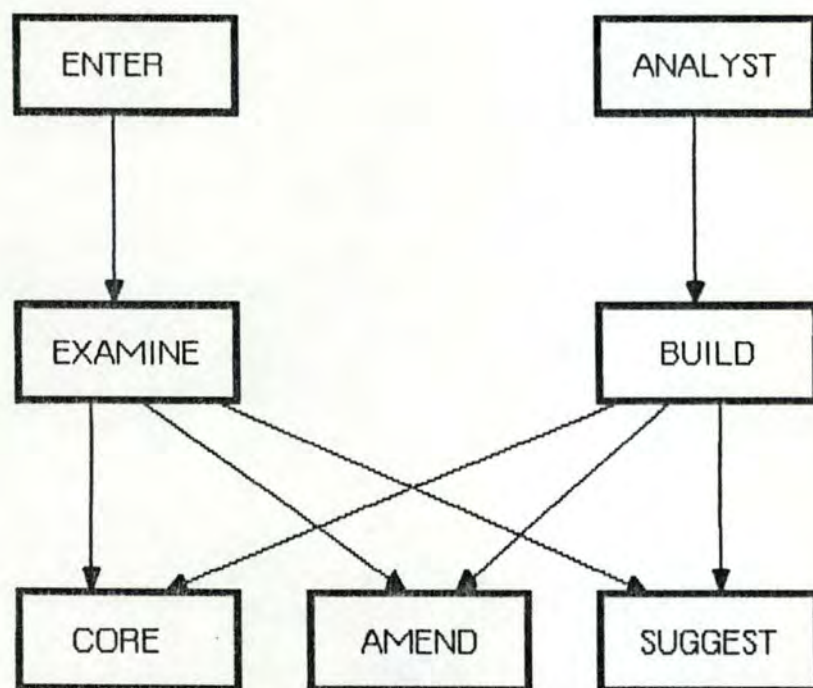 ENTER
ANALYST
EXAMINE
BUILD
CORE
AMEND
SUGGEST